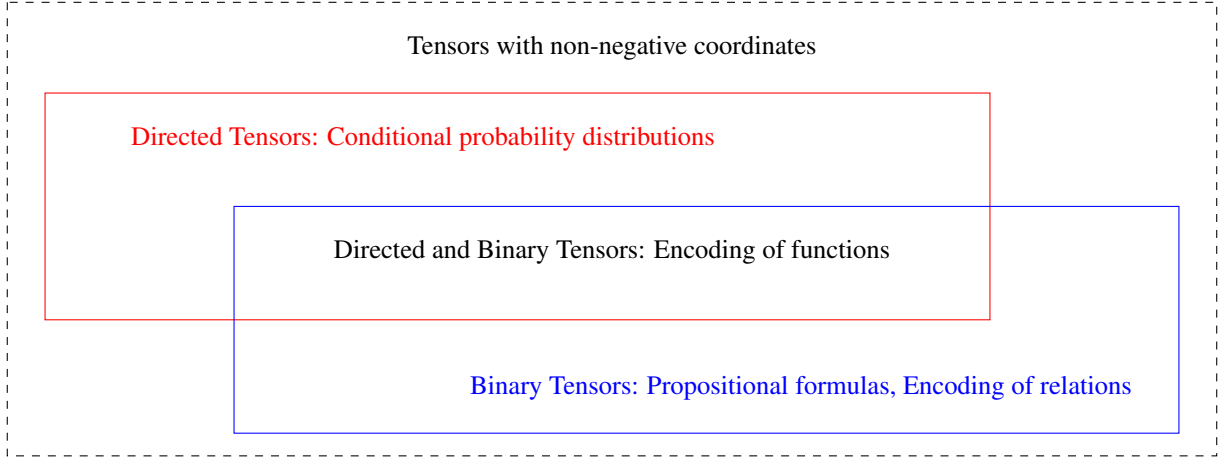 Tensors with non-negative coordinates
Directed Tensors: Conditional probability distributions
Directed and Binary Tensors: Encoding of functions
Binary Tensors: Propositional formulas, Encoding of relations